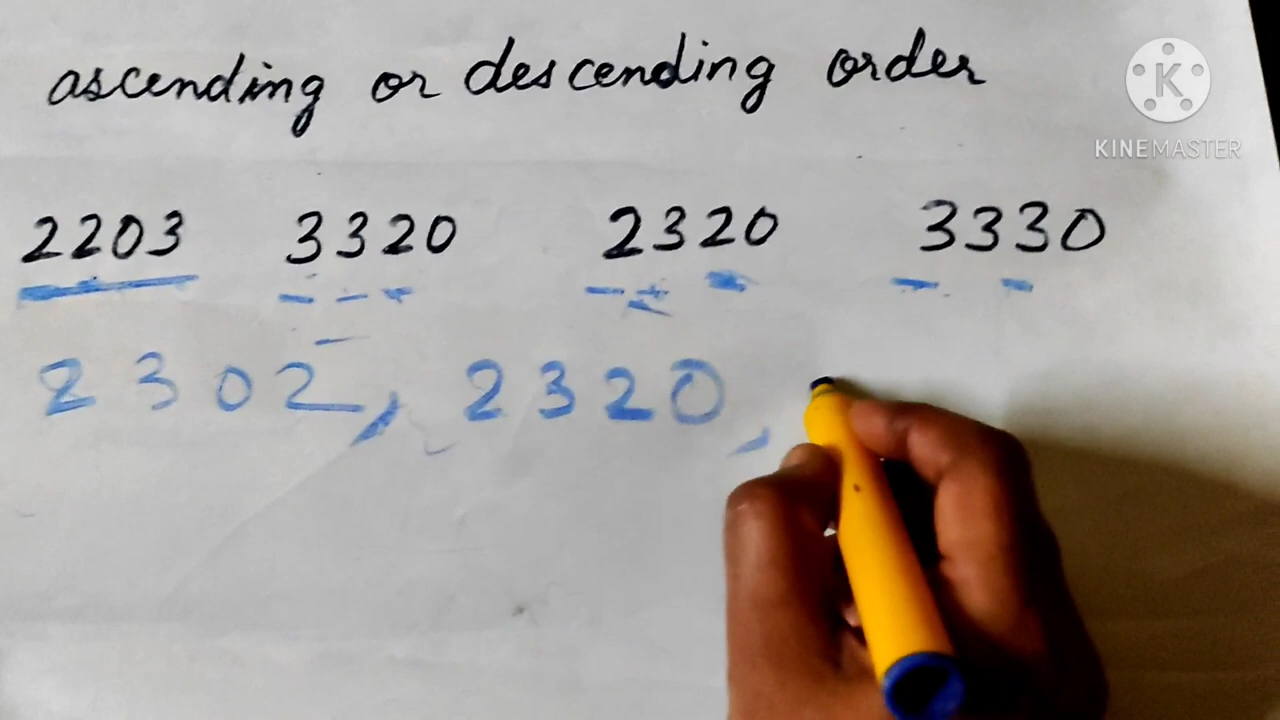 ascending or descending order
K
KINEMASTER
2203 3320 2320 3330
2302, 2320,